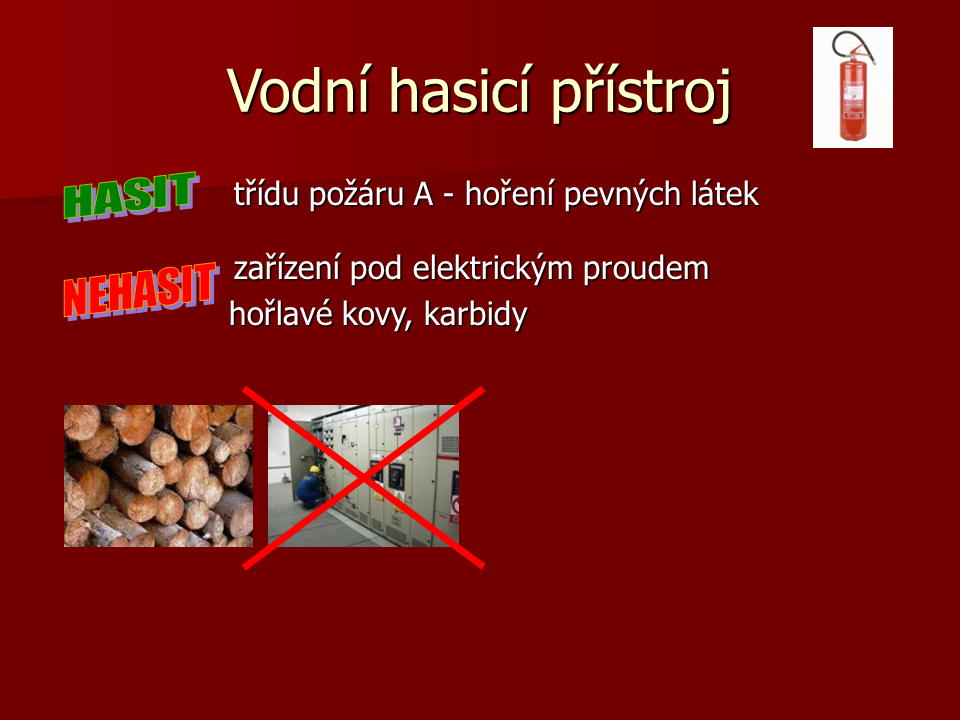 Vodní hasicí přístroj
HASIT třídu požáru A - hoření pevných látek
NEHASIT zařízení pod elektrickým proudem
hořlavé kovy, karbidy